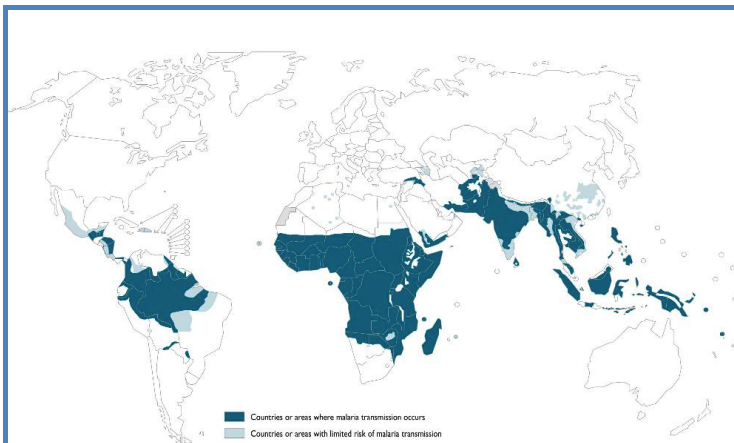 Countries or areas where malaria transmission occurs
Countries or areas with limited risk of malaria transmission